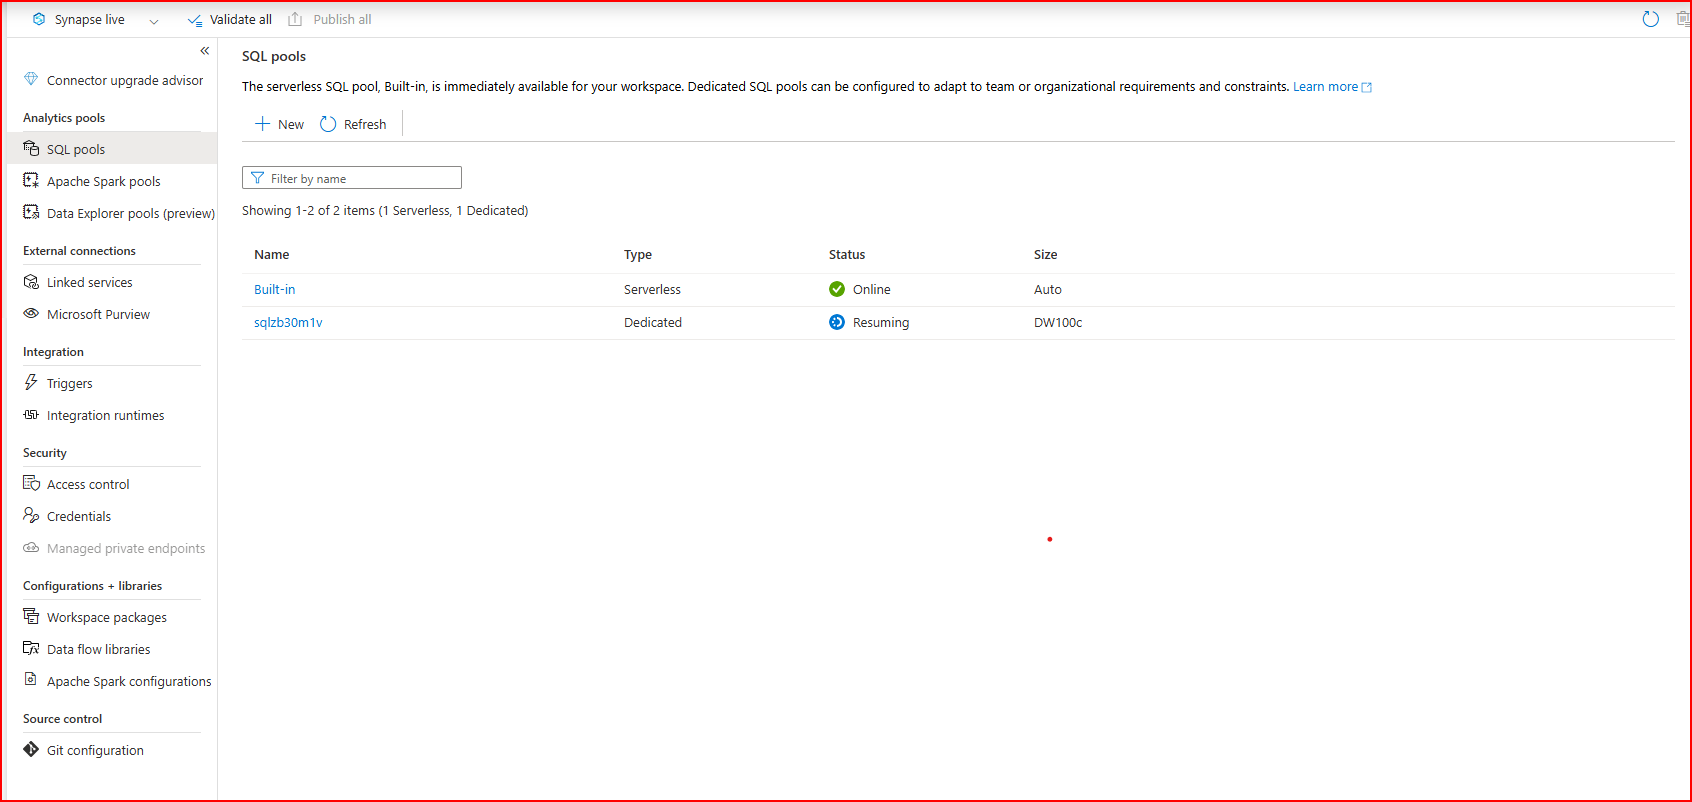 Synapse live
Validate all
Publish all
«
Connector upgrade advisor
Analytics pools
SQL pools
Apache Spark pools
Data Explorer pools (preview)
External connections
Linked services
Microsoft Purview
Integration
Triggers
Integration runtimes
Security
Access control
Credentials
Managed private endpoints
Configurations + libraries
Workspace packages
Data flow libraries
Apache Spark configurations
Source control
Git configuration
SQL pools
The serverless SQL pool, Built-in, is immediately available for your workspace. Dedicated SQL pools can be configured to adapt to team or organizational requirements and constraints. Learn more
New Refresh
Filter by name
Showing 1-2 of 2 items (1 Serverless, 1 Dedicated)
Name Type Status Size
Built-in Serverless Online Auto
sqlzb30m1v Dedicated Resuming DW100c